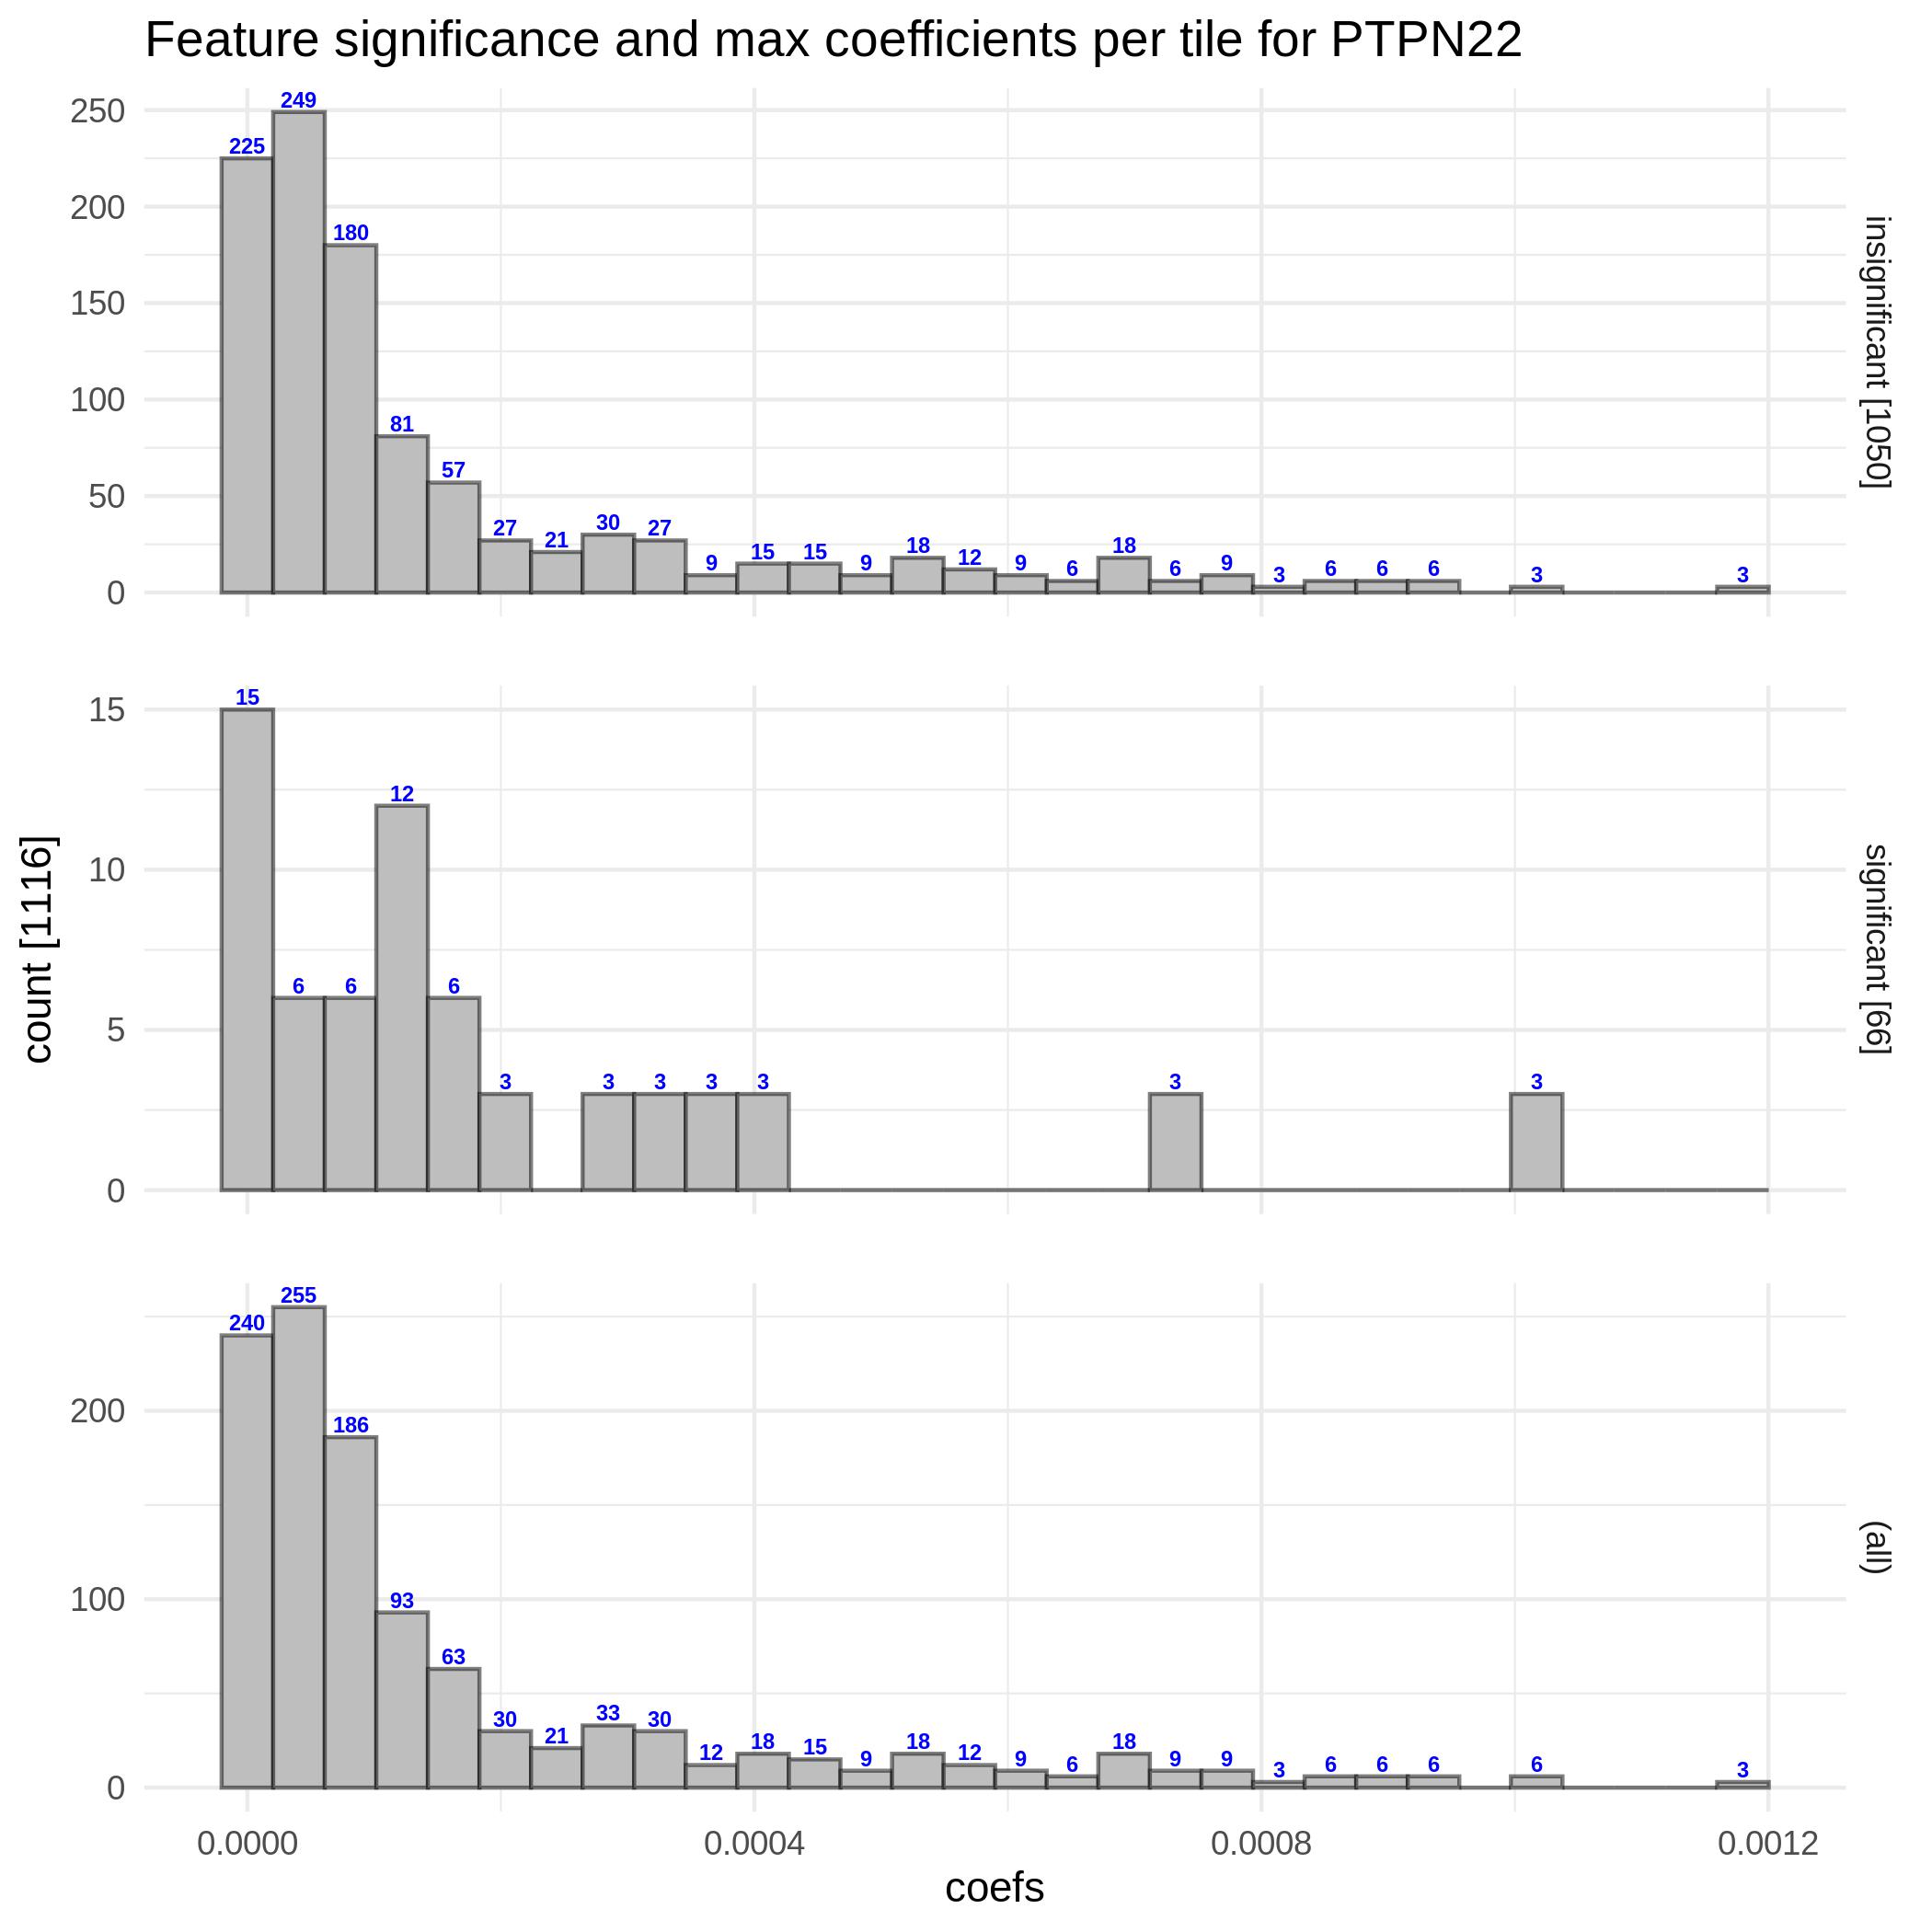 Feature significance and max coefficients per tile for PTPN22
250
200
150
100
50
0
225 249 180 81 57 27 21 30 27 9 15 15 9 18 12 9 6 18 6 9 3 6 6 6 3 3
insignificant [1050]
count [1116]
15
10
5
0
15 6 6 12 6 3 3 3 3 3 3 3
significant [66]
200
100
0
240 255 186 93 63 30 21 33 30 12 18 15 9 18 12 9 6 18 9 9 3 6 6 6 6 3
(all)
0.0000 0.0004 0.0008 0.0012
coefs